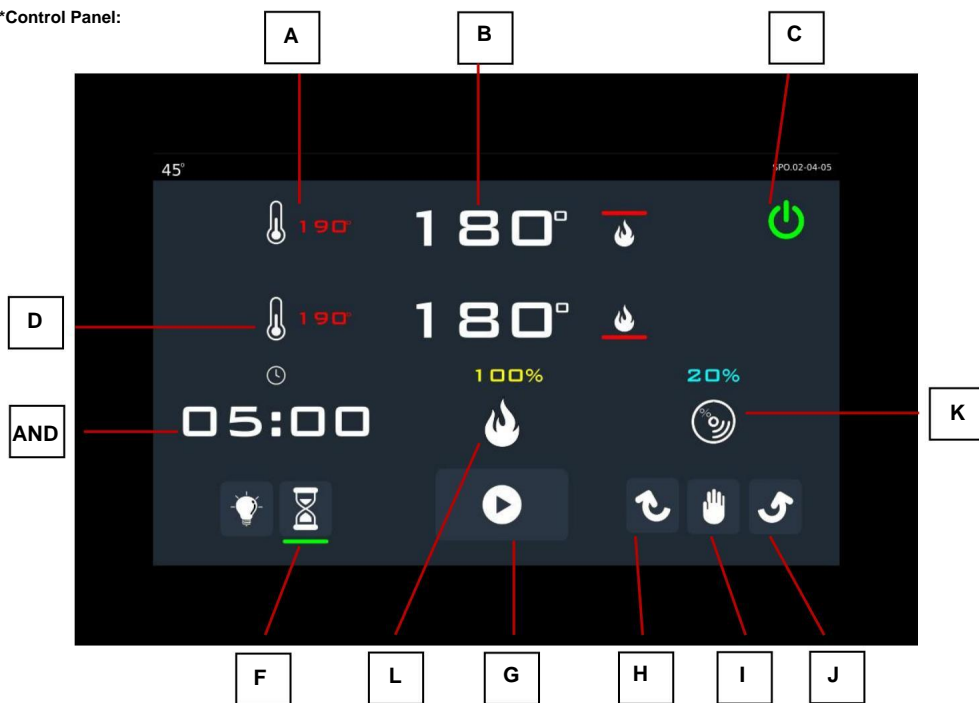 *Control Panel:
A
B
C
45°
SPO.02-04-05
190°
180°
D
190°
180°
100%
20%
K
AND
05:00
%
F
L
G
H
I
J